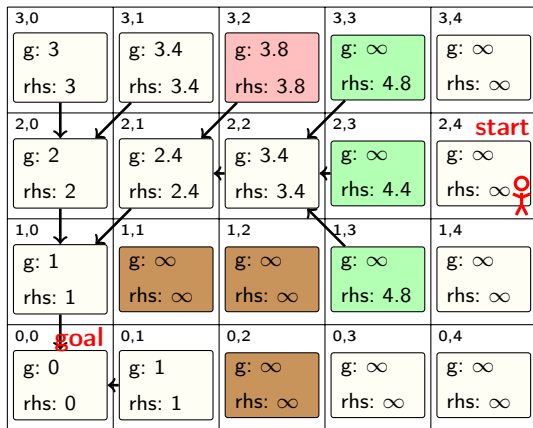 3,0 3,1 3,2 3,3 3,4
g: 3 g: 3.4 g: 3.8 g: ∞ g: ∞
rhs: 3 rhs: 3.4 rhs: 3.8 rhs: 4.8 rhs: ∞
2,0 2,1 2,2 2,3 2,4 start
g: 2 g: 2.4 g: 3.4 g: ∞ g: ∞
rhs: 2 rhs: 2.4 rhs: 3.4 rhs: 4.4 rhs: ∞
1,0 1,1 1,2 1,3 1,4
g: 1 g: ∞ g: ∞ g: ∞ g: ∞
rhs: 1 rhs: ∞ rhs: ∞ rhs: 4.8 rhs: ∞
0,0 goal 0,1 0,2 0,3 0,4
g: 0 g: 1 g: ∞ g: ∞ g: ∞
rhs: 0 rhs: 1 rhs: ∞ rhs: ∞ rhs: ∞